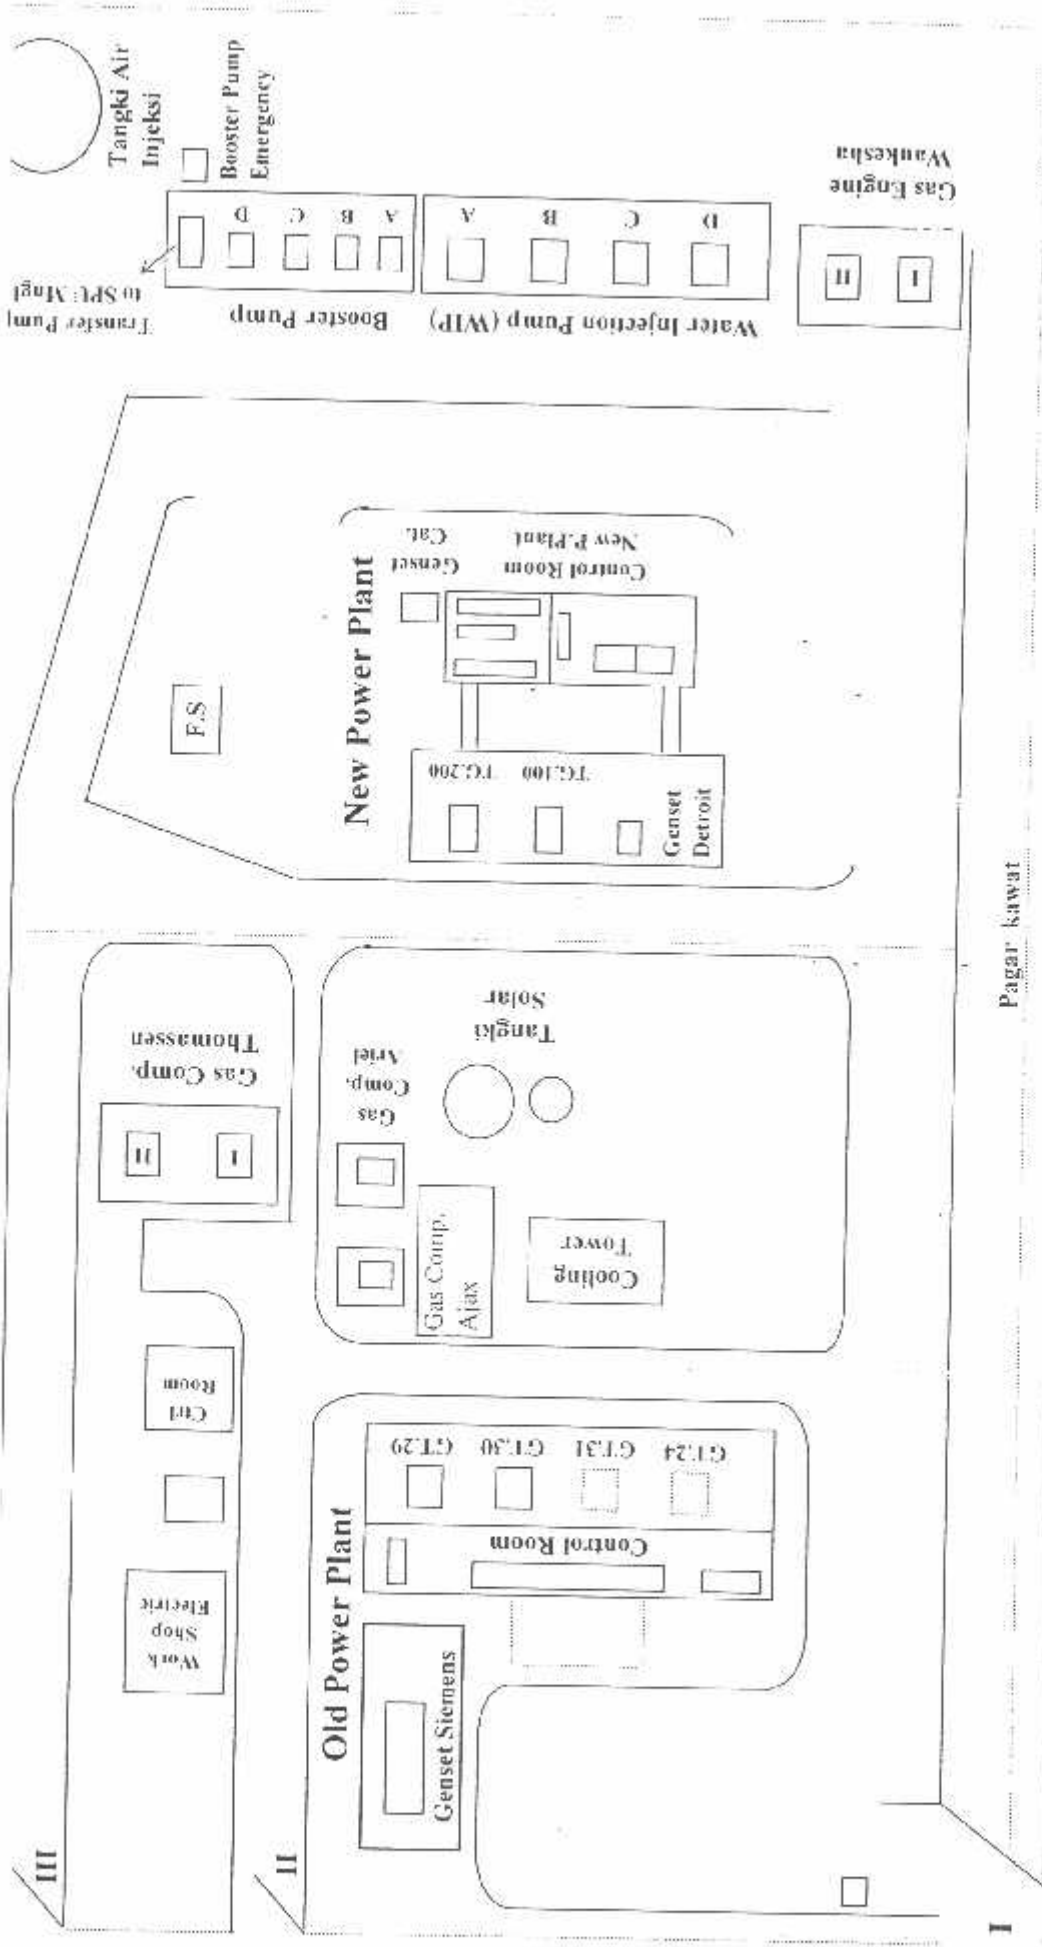 Tangki Air
Injeksi
Booster Pump
Emergency
Transfer Pump
to SPU Mngl
D
C
B
A
Booster Pump
A
B
C
D
Water Injection Pump (WIP)
Gas Engine
Waukesha
II
I
F.S
New Power Plant
Genset
Cat.
Control Room
New P.Plant
TG.200
TG.100
Genset
Detroit
Pagar kawat
Gas Comp.
Thomassen
II
I
Gas
Comp.
Ariel
Tangki
Solar
Gas Comp.
Ajax
Cooling
Tower
Ctrl
Room
Work
Shop
Electric
Old Power Plant
GT.29
GT.30
GT.31
GT.24
Control Room
Genset Siemens
III
II
I